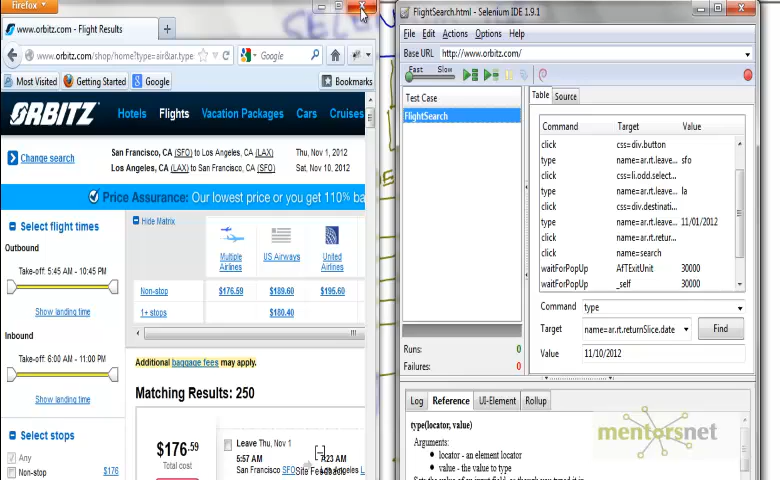 Firefox
www.orbitz.com - Flight Results
www.orbitz.com/shop/home?type=air&ar.type
Google
Most Visited
Getting Started
Google
Bookmarks
ORBITZ
Hotels
Flights
Vacation Packages
Cars
Cruises
Change search
San Francisco, CA (SFO) to Los Angeles, CA (LAX)
Thu, Nov 1, 2012
Los Angeles, CA (LAX) to San Francisco, CA (SFO)
Sat, Nov 10, 2012
Price Assurance: Our lowest price or you get 110% ba
Select flight times
Outbound
Take-off: 5:45 AM - 10:45 PM
Show landing time
Inbound
Take-off: 6:00 AM - 11:00 PM
Show landing time
Select stops
Any
Non-stop
$176
Hide Matrix
Multiple Airlines
US Airways
United Airlines
Non-stop
$176.59
$189.60
$195.60
1+ stops
$180.40
Additional baggage fees may apply.
Matching Results: 250
$176.59
Total cost
Leave Thu, Nov 1
5:57 AM
7:23 AM
San Francisco SFO
Los Angeles L
Site Feedback
FlightSearch.html - Selenium IDE 1.9.1
File Edit Actions Options Help
Base URL http://www.orbitz.com/
Fast Slow
Test Case
FlightSearch
Table Source
Command Target Value
click css=div.button
type name=ar.rt.leave... sfo
click css=li.odd.select...
type name=ar.rt.leave... la
click css=div.destinati...
type name=ar.rt.leave... 11/01/2012
click name=ar.rt.retur...
click name=search
waitForPopUp AfTExitUnit 30000
waitForPopUp _self 30000
Command type
Target name=ar.rt.returnSlice.date Find
Value 11/10/2012
Runs: 0
Failures: 0
Log Reference UI-Element Rollup
type(locator, value)
Arguments:
locator - an element locator
value - the value to type
mentorsnet